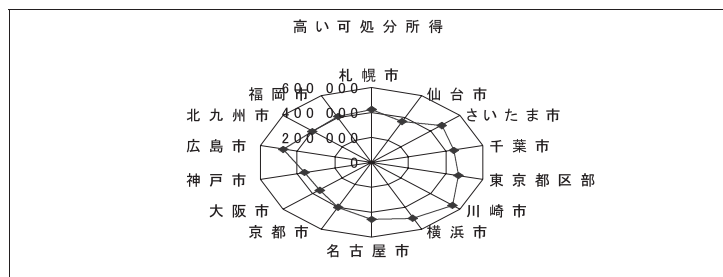 高い可処分所得
札幌市
600 000
福岡市
仙台市
400 000
北九州市
さいたま市
200 000
広島市
千葉市
0
神戸市
東京都区部
大阪市
川崎市
京都市
横浜市
名古屋市